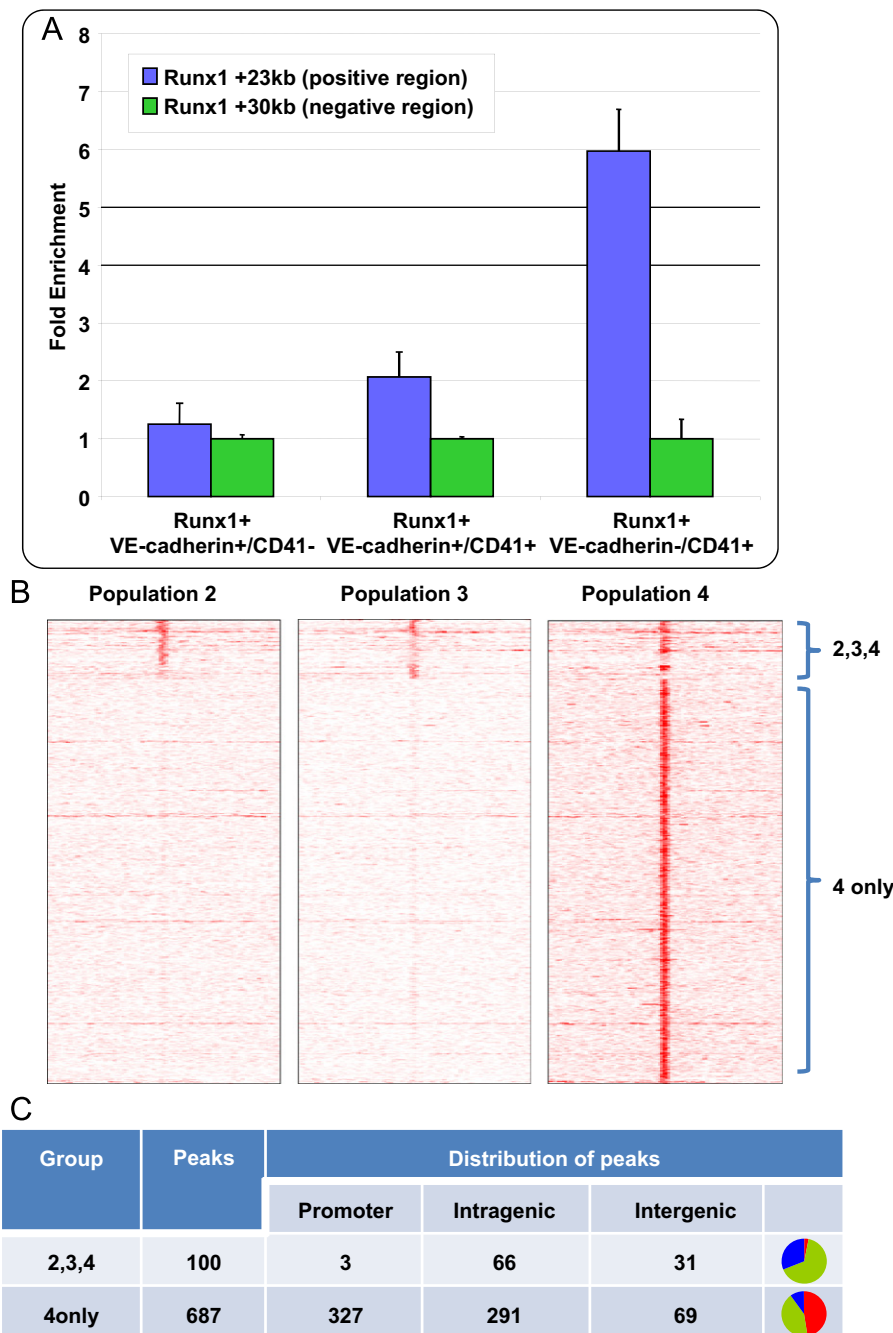 A
8
7
6
5
4
3
2
1
0
Fold Enrichment
Runx1 +23kb (positive region)
Runx1 +30kb (negative region)
Runx1+
VE-cadherin+/CD41-
Runx1+
VE-cadherin+/CD41+
Runx1+
VE-cadherin-/CD41+
B
Population 2
Population 3
Population 4
2,3,4
4 only
C
Group Peaks Distribution of peaks
Promoter Intragenic Intergenic
2,3,4 100 3 66 31
4only 687 327 291 69